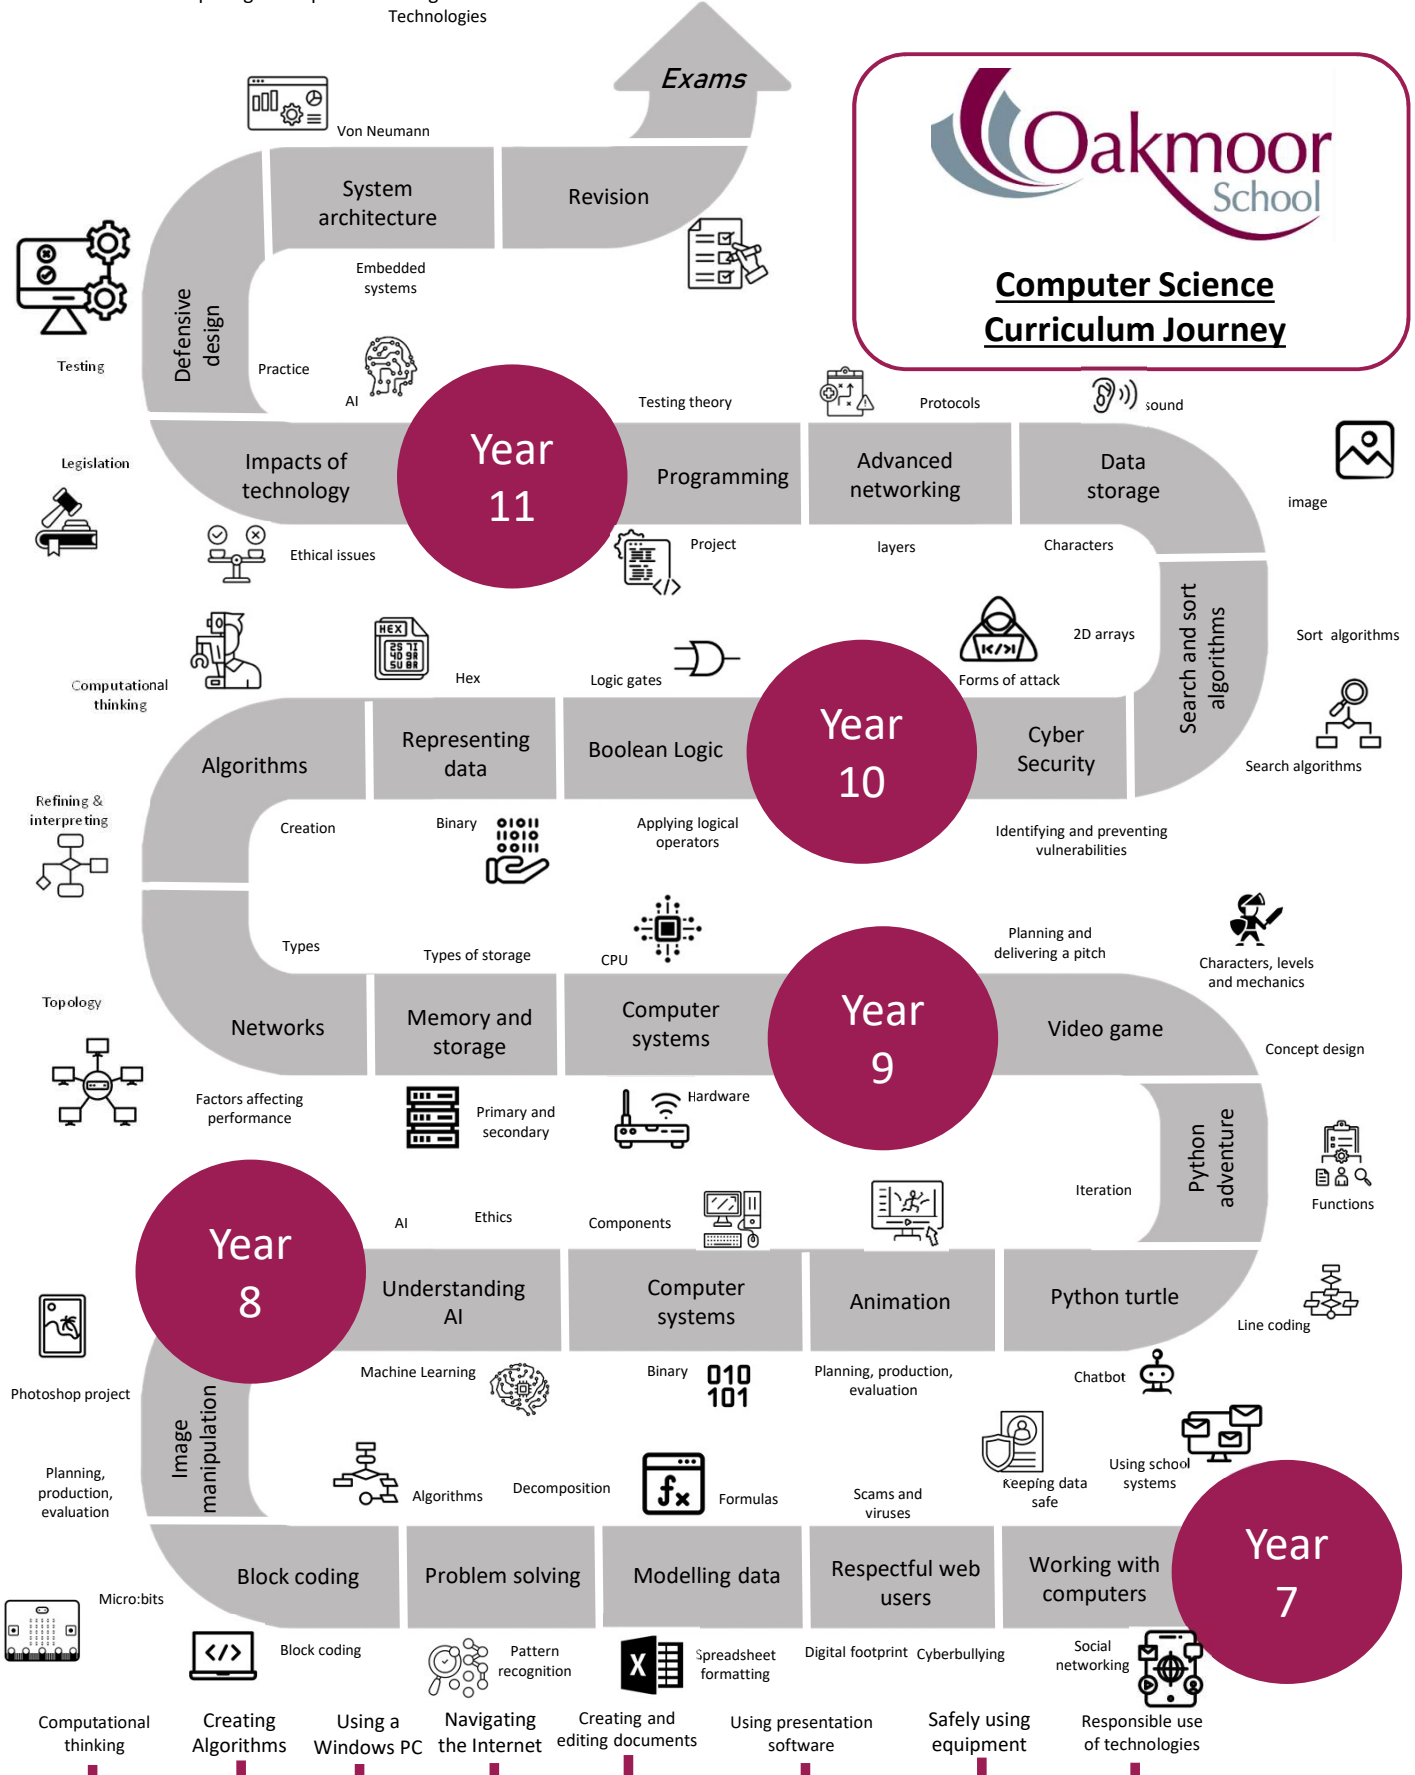 Technologies
Exams
Oakmoor
School
Computer Science
Curriculum Journey
Von Neumann
System
architecture
Revision
Embedded
systems
Defensive
design
Testing
Practice
AI
Legislation
Impacts of
technology
Ethical issues
Year
11
Testing theory
Programming
Project
Protocols
Advanced
networking
layers
sound
Data
storage
Characters
image
Search and sort
algorithms
2D arrays
Sort algorithms
Search algorithms
Forms of attack
Cyber
Security
Identifying and preventing
vulnerabilities
Year
10
Logic gates
Boolean Logic
Applying logical
operators
HEX
Hex
Representing
data
Binary
01011
11010
00111
Computational
thinking
Algorithms
Creation
Refining &
interpreting
Types
Topology
Networks
Factors affecting
performance
Types of storage
Memory and
storage
Primary and
secondary
CPU
Computer
systems
Hardware
Year
9
Planning and
delivering a pitch
Video game
Characters, levels
and mechanics
Concept design
Python
adventure
Iteration
Functions
Python turtle
Line coding
Chatbot
Animation
Planning, production,
evaluation
Components
Computer
systems
Binary
010
101
AI
Ethics
Understanding
AI
Machine Learning
Year
8
Photoshop project
Image
manipulation
Planning,
production,
evaluation
Block coding
Micro:bits
Block coding
Algorithms
Decomposition
Problem solving
Pattern
recognition
fx
Formulas
Modelling data
X
Spreadsheet
formatting
Scams and
viruses
Respectful web
users
Digital footprint
Cyberbullying
Keeping data
safe
Using school
systems
Working with
computers
Social
networking
Year
7
Computational
thinking
Creating
Algorithms
Using a
Windows PC
Navigating
the Internet
Creating and
editing documents
Using presentation
software
Safely using
equipment
Responsible use
of technologies